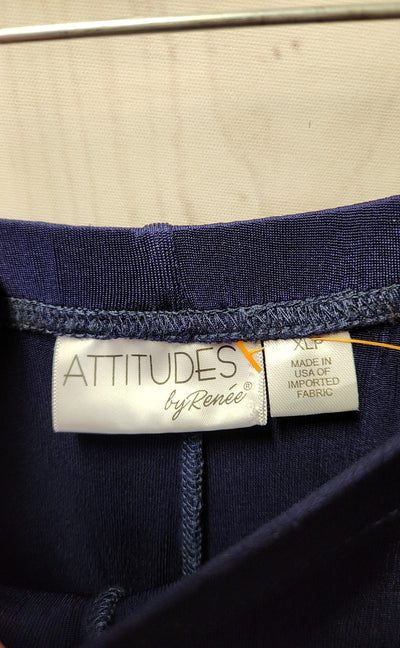 ATTITUDES
by Renée®
XLP
MADE IN
USA OF
IMPORTED
FABRIC